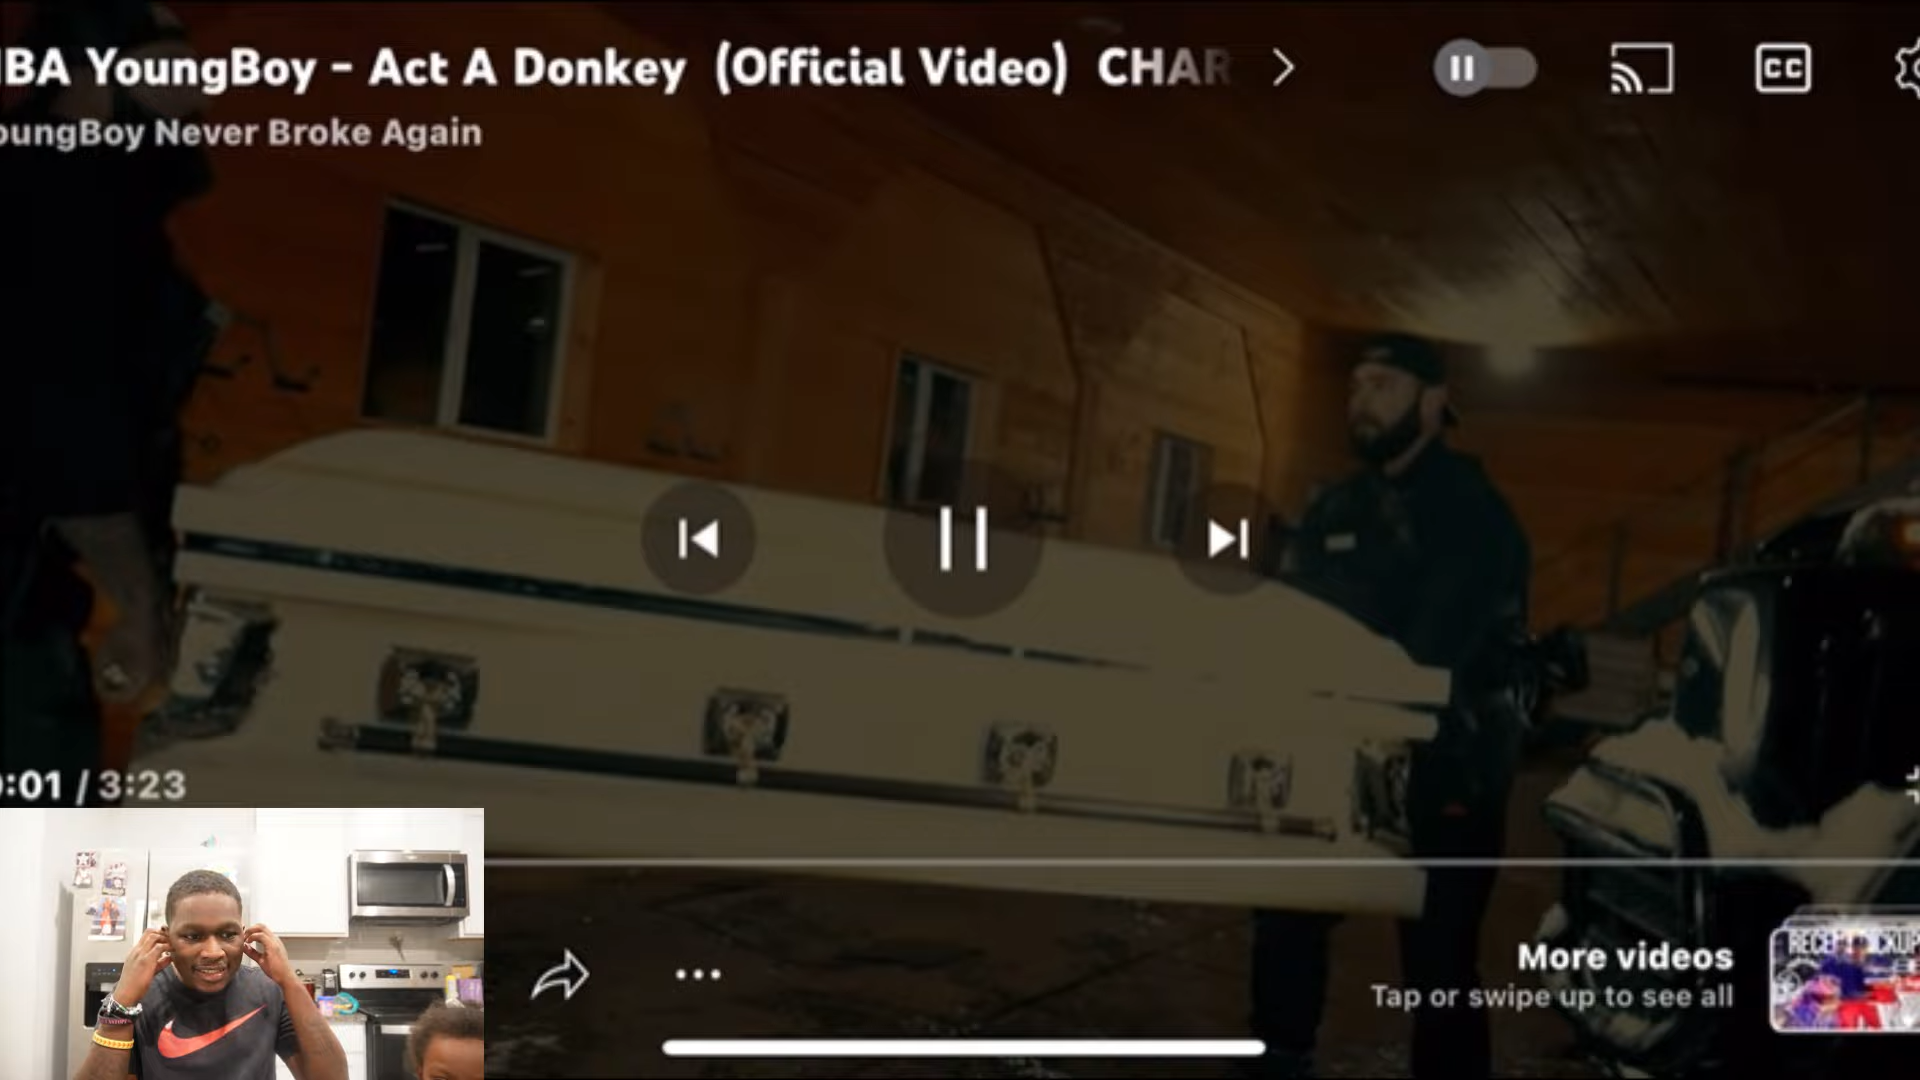 BA YoungBoy - Act A Donkey (Official Video) CHAR
oungBoy Never Broke Again
CC
:01 / 3:23
More videos
Tap or swipe up to see all